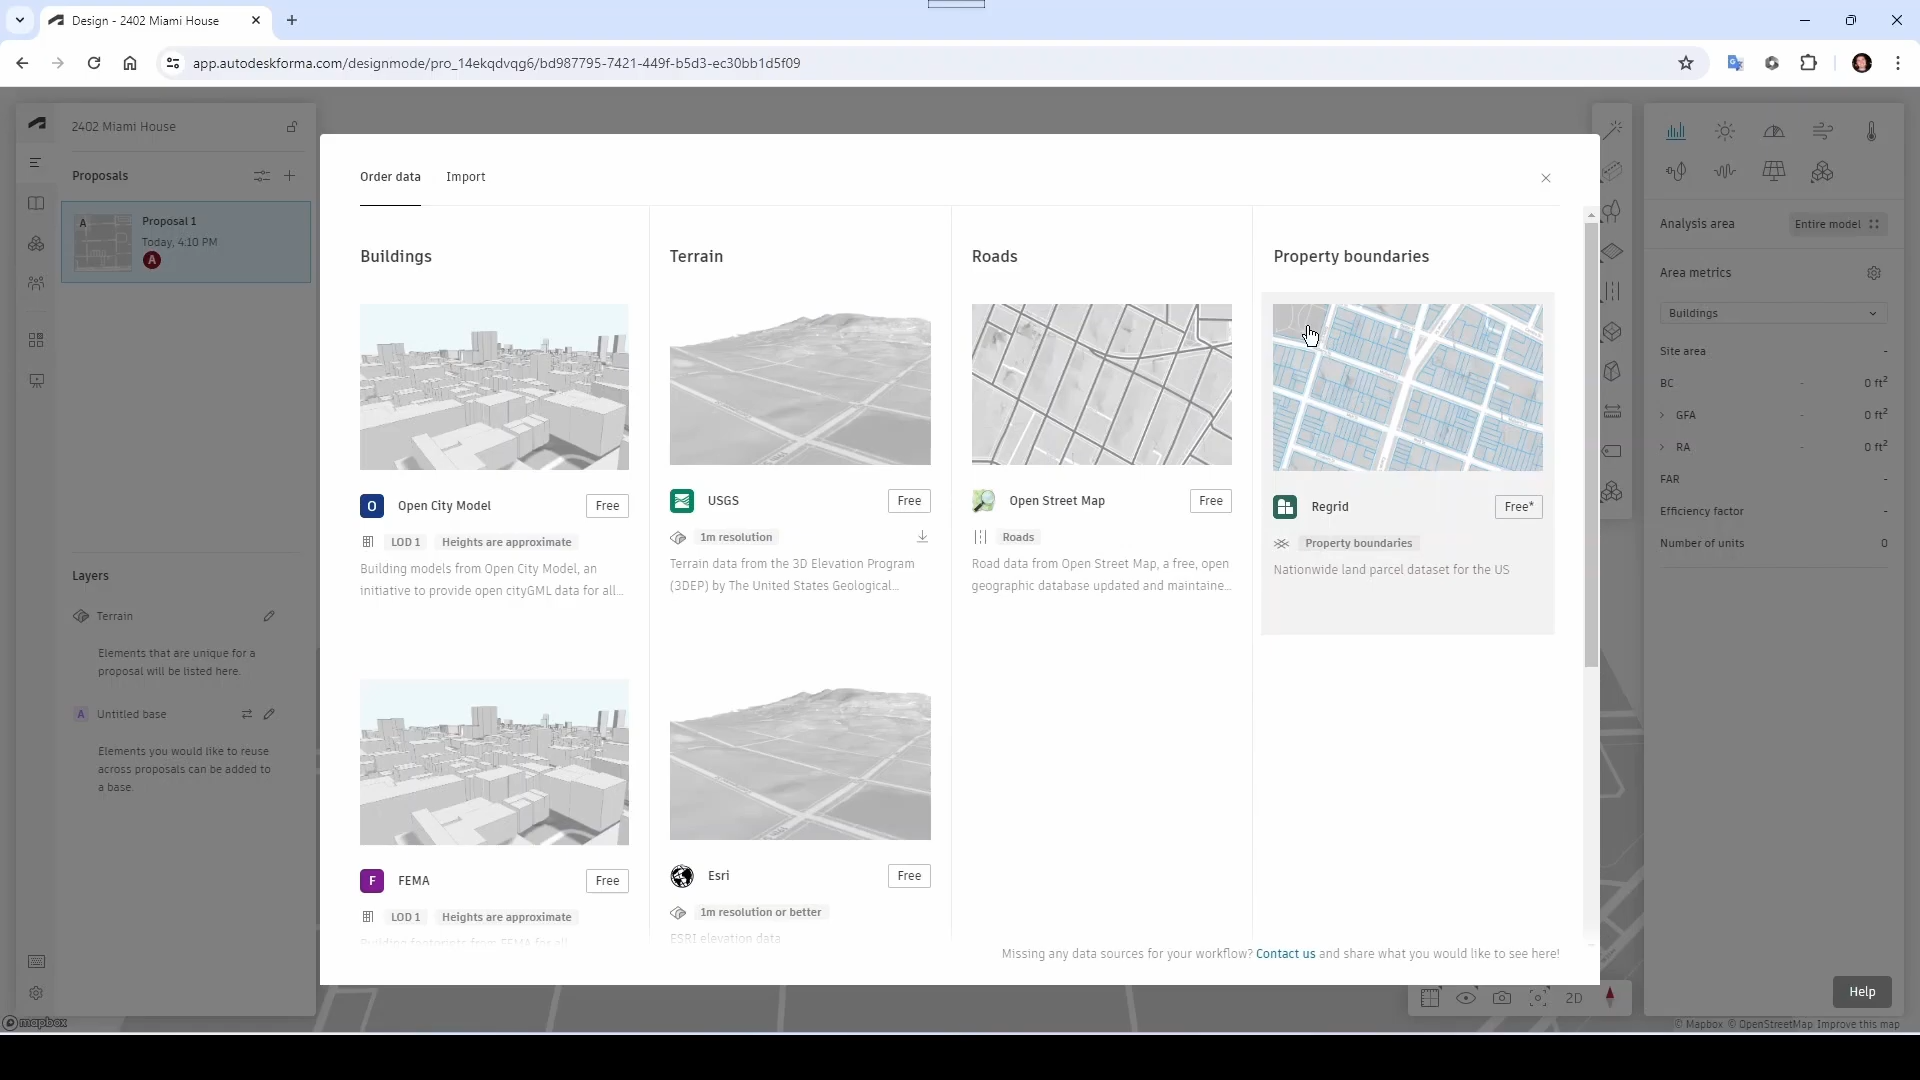 Design - 2402 Miami House
app.autodeskforma.com/designmode/pro_14ekqdvqg6/bd987795-7421-449f-b5d3-ec30bb1d5f09
2402 Miami House
Proposals
A
Proposal 1
Today, 4:10 PM
A
Layers
Terrain
Elements that are unique for a
proposal will be listed here.
A Untitled base
Elements you would like to reuse
across proposals can be added to
a base.
mapbox
Order data
Import
Buildings
O Open City Model Free
LOD 1 Heights are approximate
Building models from Open City Model, an
initiative to provide open cityGML data for all...
F FEMA Free
LOD 1 Heights are approximate
Building footprints from FEMA for all
Terrain
USGS Free
1m resolution
Terrain data from the 3D Elevation Program
(3DEP) by The United States Geological...
Esri Free
1m resolution or better
ESRI elevation data
Roads
Open Street Map Free
Roads
Road data from Open Street Map, a free, open
geographic database updated and maintaine...
Property boundaries
Regrid Free*
Property boundaries
Nationwide land parcel dataset for the US
Missing any data sources for your workflow? Contact us and share what you would like to see here!
Analysis area Entire model
Area metrics
Buildings
Site area -
BC - 0 ft²
GFA - 0 ft²
RA - 0 ft²
FAR -
Efficiency factor -
Number of units 0
2D
Help
© Mapbox © OpenStreetMap Improve this map